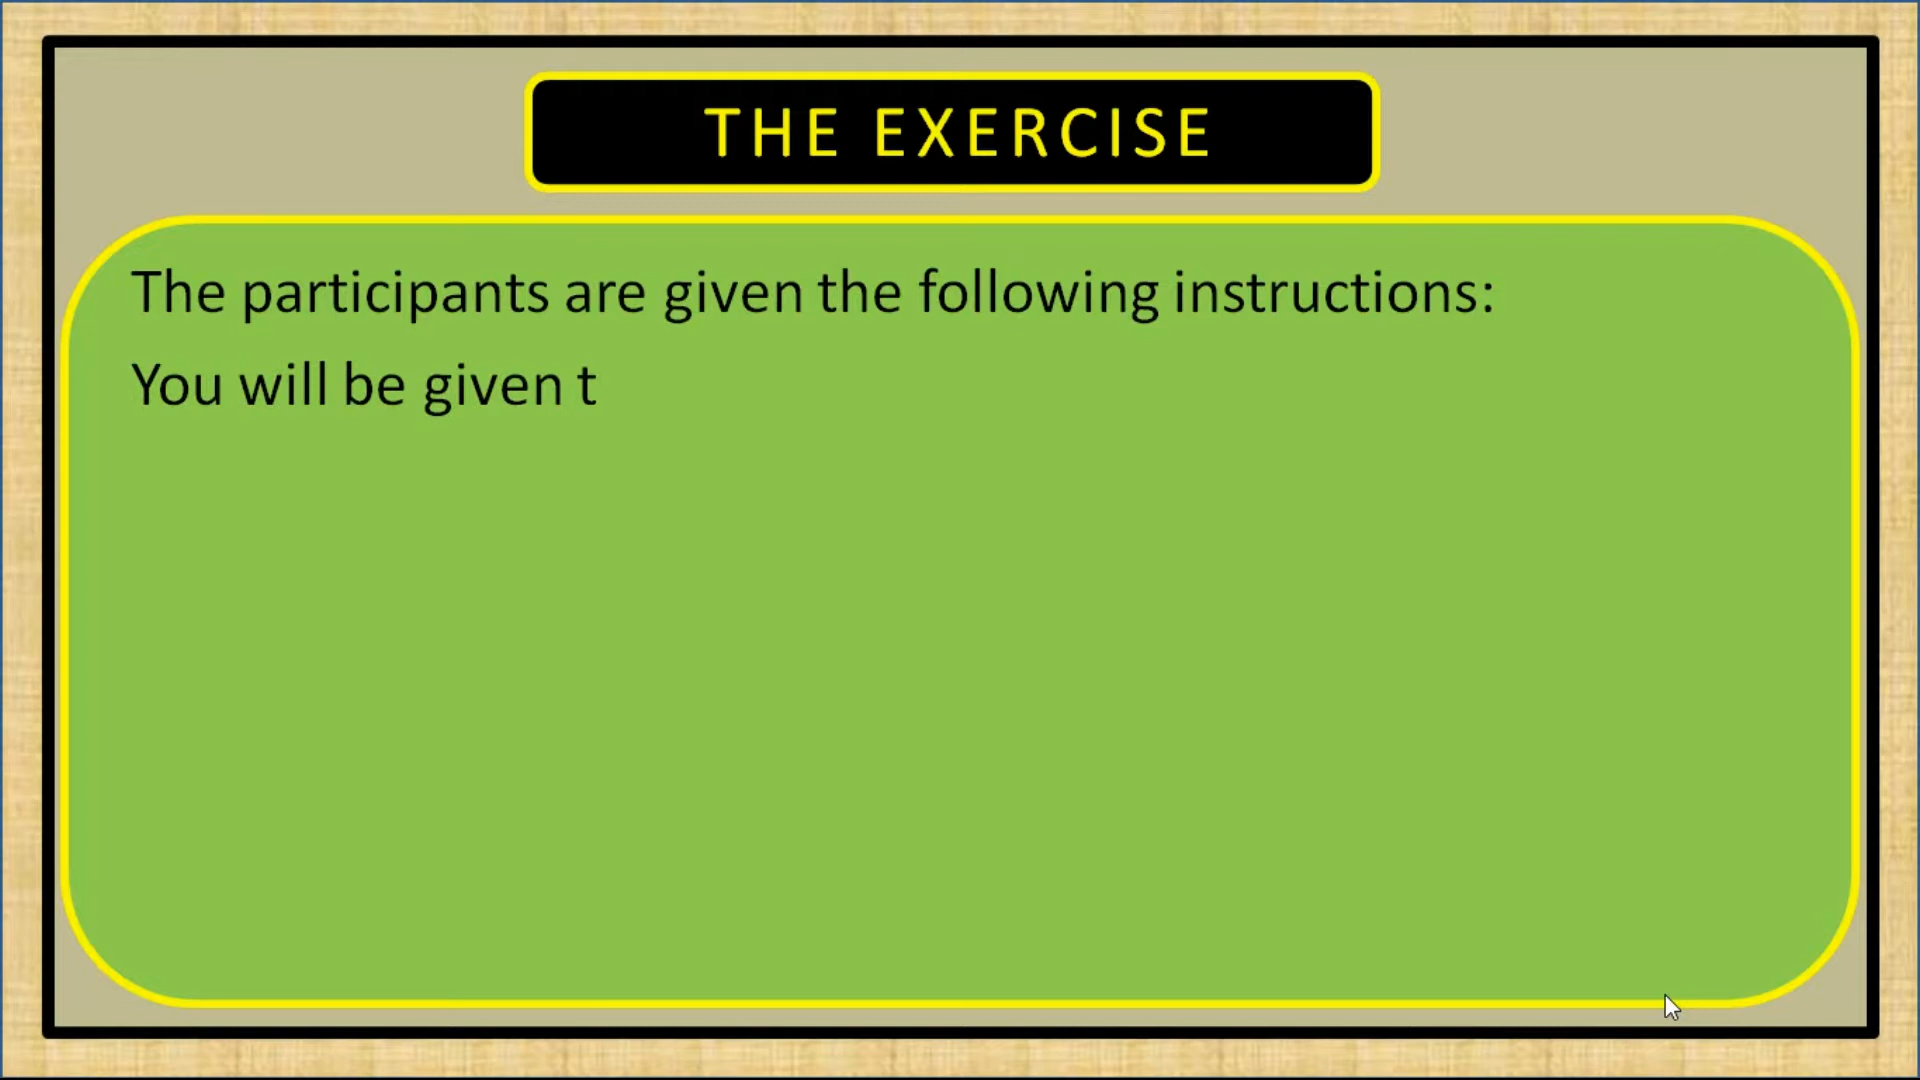 THE EXERCISE
The participants are given the following instructions:
You will be given t